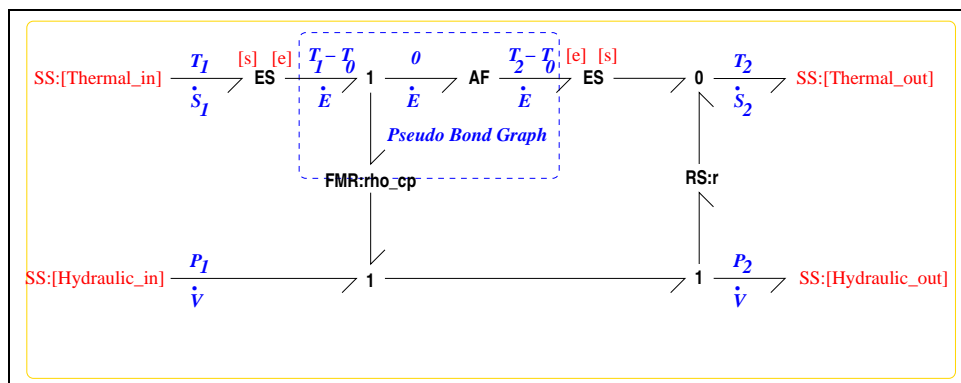 T1 [s] [e] T1 – T0 0 T2 – T0 [e] [s] T2
SS:[Thermal_in] ES 1 AF ES 0 SS:[Thermal_out]
Ṡ1 Ė Ė Ė Ṡ2
Pseudo Bond Graph
FMR:rho_cp RS:r
P1 P2
SS:[Hydraulic_in] 1 1 SS:[Hydraulic_out]
V̇ V̇